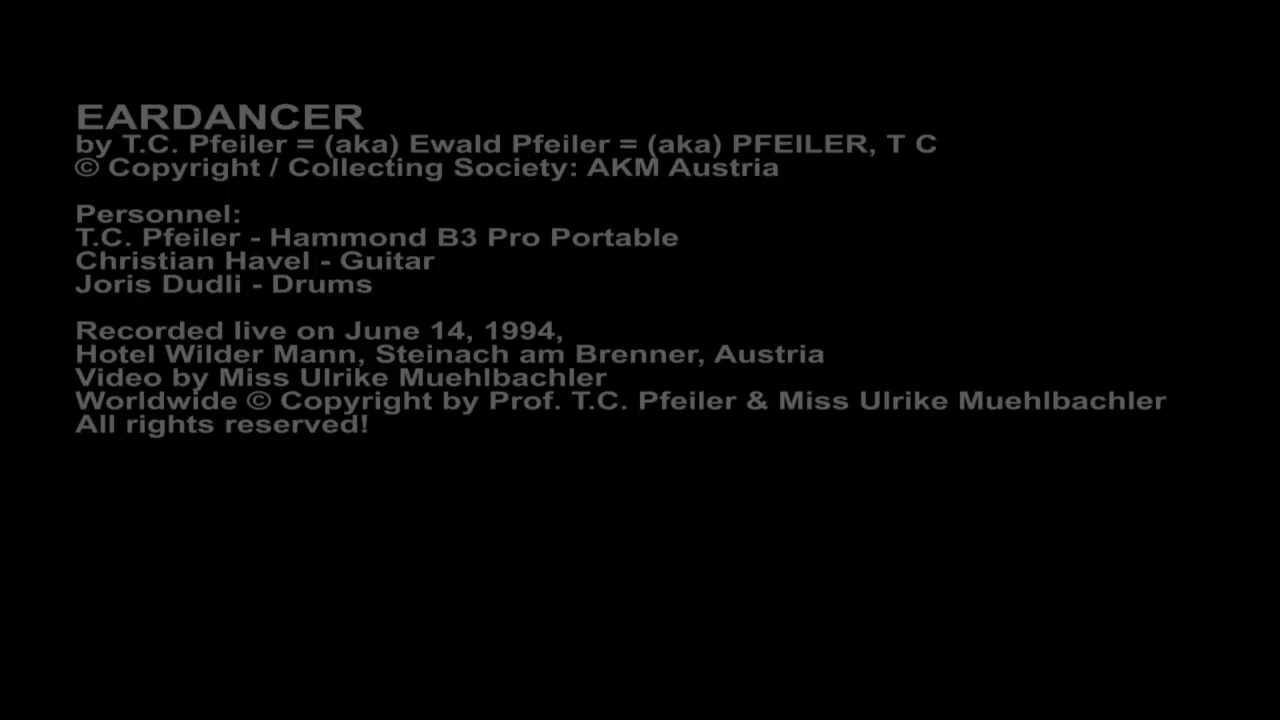 EARDANCER
by T.C. Pfeiler = (aka) Ewald Pfeiler = (aka) PFEILER, T C
© Copyright / Collecting Society: AKM Austria
Personnel:
T.C. Pfeiler - Hammond B3 Pro Portable
Christian Havel - Guitar
Joris Dudli - Drums
Recorded live on June 14, 1994,
Hotel Wilder Mann, Steinach am Brenner, Austria
Video by Miss Ulrike Muehlbachler
Worldwide © Copyright by Prof. T.C. Pfeiler & Miss Ulrike Muehlbachler
All rights reserved!